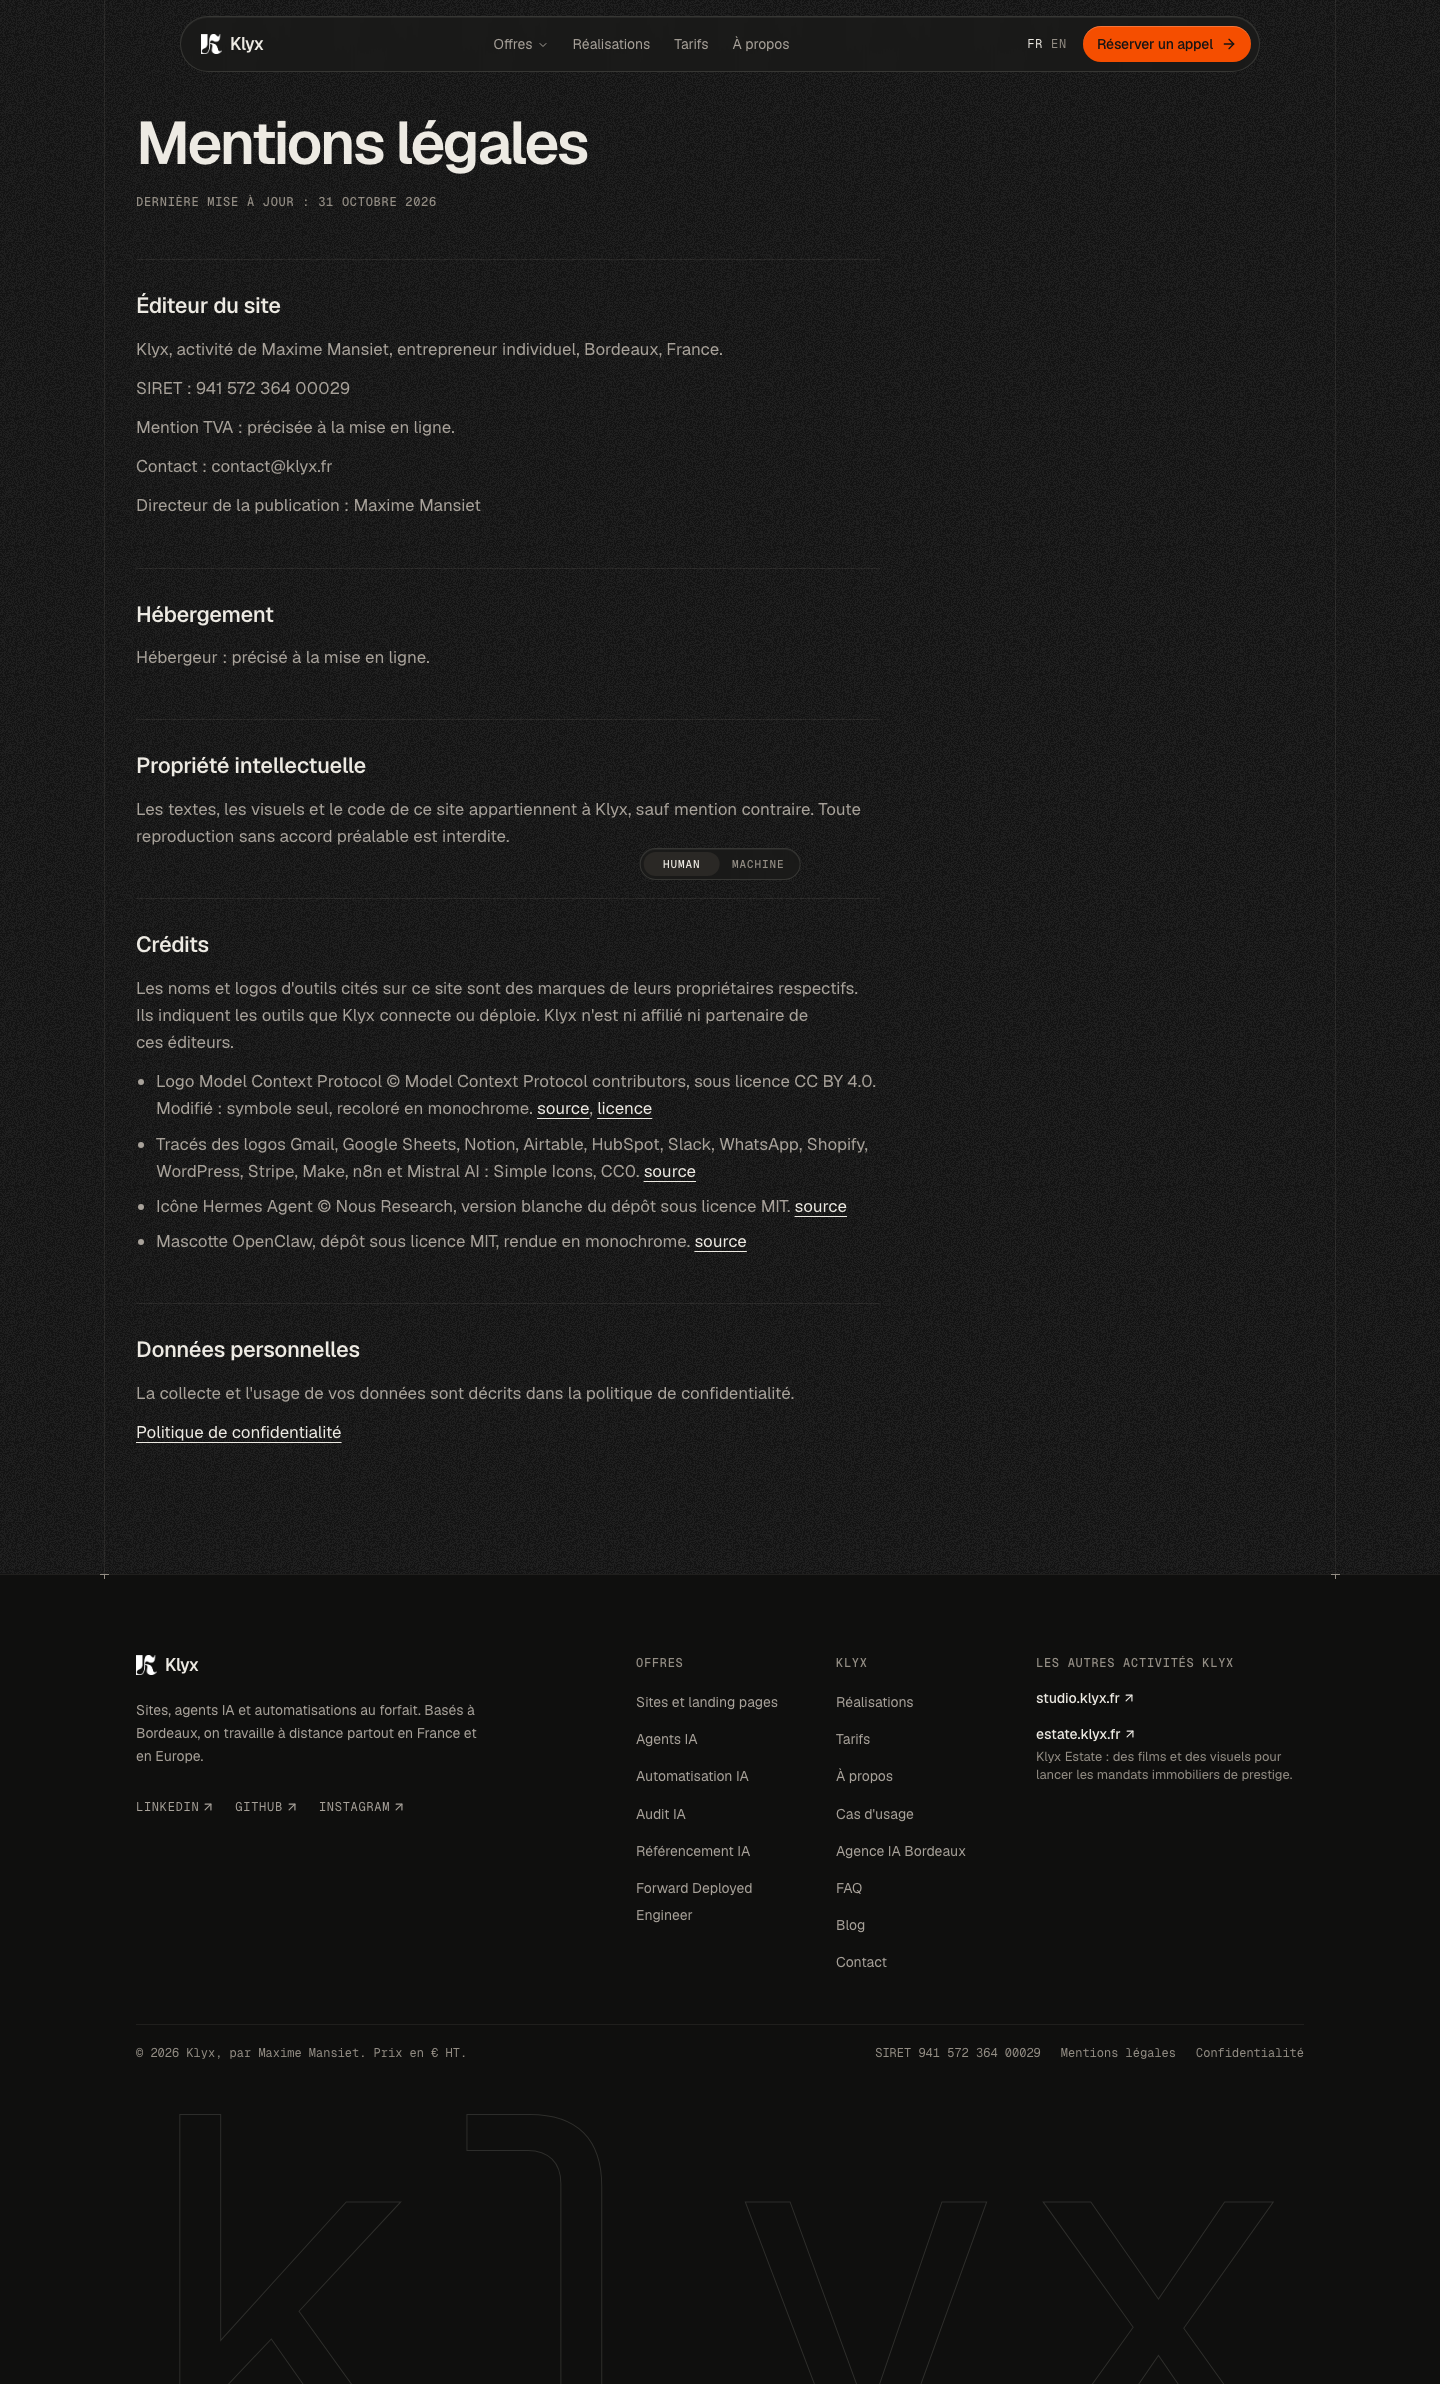 Klyx
Offres
Réalisations
Tarifs
À propos
FR EN
Réserver un appel
Mentions légales
DERNIÈRE MISE À JOUR : 31 OCTOBRE 2026
Éditeur du site
Klyx, activité de Maxime Mansiet, entrepreneur individuel, Bordeaux, France.
SIRET : 941 572 364 00029
Mention TVA : précisée à la mise en ligne.
Contact : contact@klyx.fr
Directeur de la publication : Maxime Mansiet
Hébergement
Hébergeur : précisé à la mise en ligne.
Propriété intellectuelle
Les textes, les visuels et le code de ce site appartiennent à Klyx, sauf mention contraire. Toute
reproduction sans accord préalable est interdite.
HUMAN MACHINE
Crédits
Les noms et logos d'outils cités sur ce site sont des marques de leurs propriétaires respectifs.
Ils indiquent les outils que Klyx connecte ou déploie. Klyx n'est ni affilié ni partenaire de
ces éditeurs.
Logo Model Context Protocol © Model Context Protocol contributors, sous licence CC BY 4.0.
Modifié : symbole seul, recoloré en monochrome. source, licence
Tracés des logos Gmail, Google Sheets, Notion, Airtable, HubSpot, Slack, WhatsApp, Shopify,
WordPress, Stripe, Make, n8n et Mistral AI : Simple Icons, CC0. source
Icône Hermes Agent © Nous Research, version blanche du dépôt sous licence MIT. source
Mascotte OpenClaw, dépôt sous licence MIT, rendue en monochrome. source
Données personnelles
La collecte et l'usage de vos données sont décrits dans la politique de confidentialité.
Politique de confidentialité
Klyx
Sites, agents IA et automatisations au forfait. Basés à
Bordeaux, on travaille à distance partout en France et
en Europe.
LINKEDIN GITHUB INSTAGRAM
OFFRES
Sites et landing pages
Agents IA
Automatisation IA
Audit IA
Référencement IA
Forward Deployed
Engineer
KLYX
Réalisations
Tarifs
À propos
Cas d'usage
Agence IA Bordeaux
FAQ
Blog
Contact
LES AUTRES ACTIVITÉS KLYX
studio.klyx.fr
estate.klyx.fr
Klyx Estate : des films et des visuels pour
lancer les mandats immobiliers de prestige.
© 2026 Klyx, par Maxime Mansiet. Prix en € HT.
SIRET 941 572 364 00029 Mentions légales Confidentialité
klyx